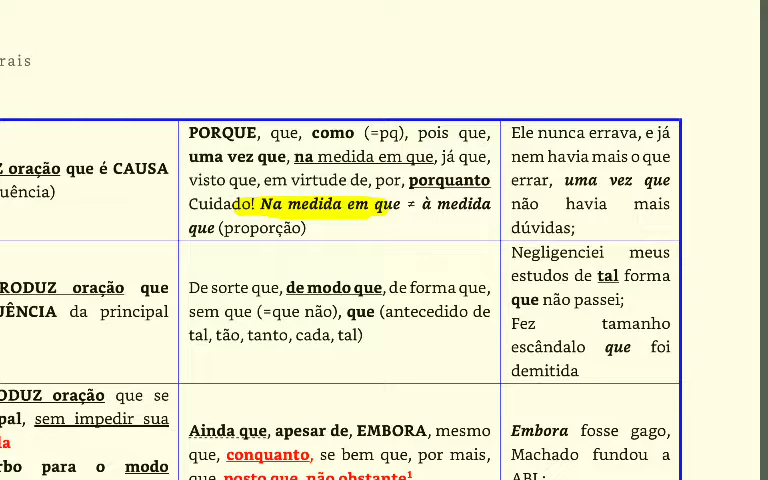 rais
Z oração que é CAUSA
uência)
PORQUE, que, como (=pq), pois que,
uma vez que, na medida em que, já que,
visto que, em virtude de, por, porquanto
Cuidado! Na medida em que ≠ à medida
que (proporção)
Ele nunca errava, e já
nem havia mais o que
errar, uma vez que
não havia mais
dúvidas;
RODUZ oração que
UÊNCIA da principal
De sorte que, de modo que, de forma que,
sem que (=que não), que (antecedido de
tal, tão, tanto, cada, tal)
Negligenciei meus
estudos de tal forma
que não passei;
Fez tamanho
escândalo que foi
demitida
ODUZ oração que se
pal, sem impedir sua
la
rbo para o modo
Ainda que, apesar de, EMBORA, mesmo
que, conquanto, se bem que, por mais,
que, posto que, não obstante¹
Embora fosse gago,
Machado fundou a
ABL;